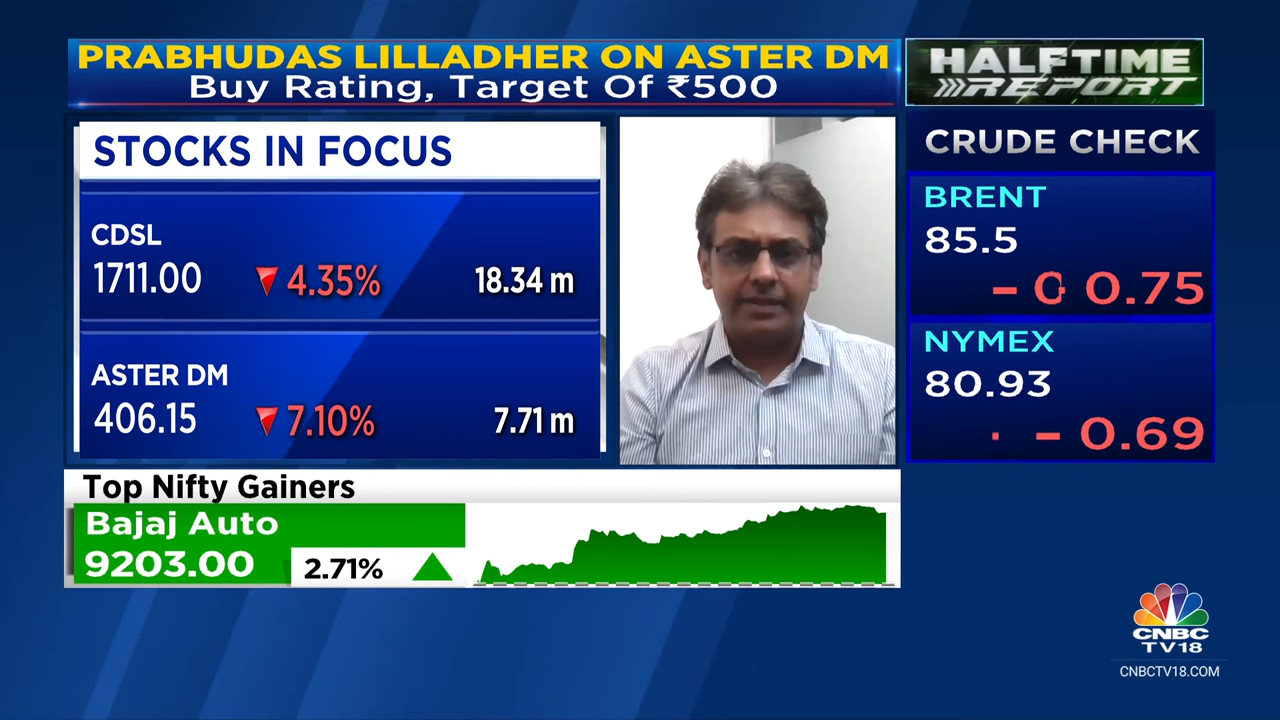 PRABHUDAS LILLADHER ON ASTER DM
Buy Rating, Target Of ₹500
HALFTIME
REPORT
STOCKS IN FOCUS
CDSL
1711.00 4.35% 18.34 m
ASTER DM
406.15 7.10% 7.71 m
CRUDE CHECK
BRENT
85.5
0.75
NYMEX
80.93
- 0.69
Top Nifty Gainers
Bajaj Auto
9203.00
2.71%
CNBC
TV18
CNBCTV18.COM